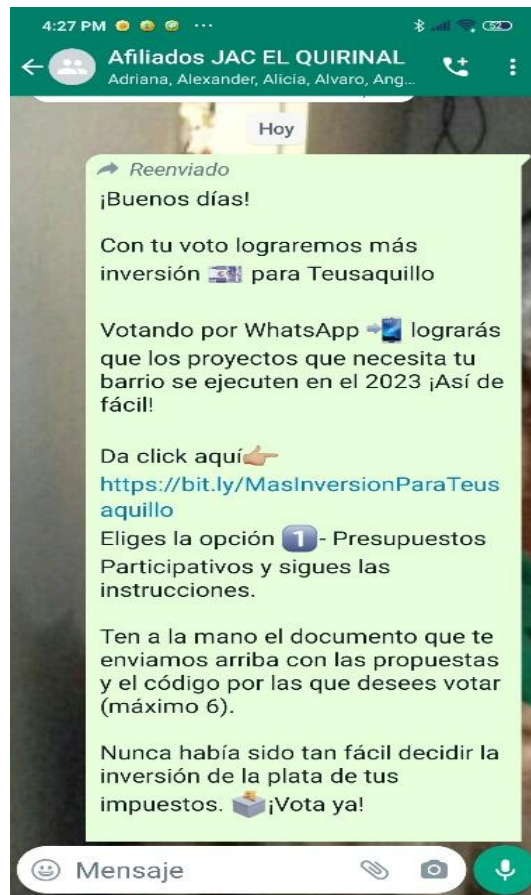 4:27 PM
52
Afiliados JAC EL QUIRINAL
Adriana, Alexander, Alicia, Alvaro, Ang...
Hoy
Reenviado
¡Buenos días!
Con tu voto lograremos más
inversión 💷 para Teusaquillo
Votando por WhatsApp 📲 lograrás
que los proyectos que necesita tu
barrio se ejecuten en el 2023 ¡Así de
fácil!
Da click aquí👉🏼
https://bit.ly/MasInversionParaTeus
aquillo
Eliges la opción 1️⃣- Presupuestos
Participativos y sigues las
instrucciones.
Ten a la mano el documento que te
enviamos arriba con las propuestas
y el código por las que desees votar
(máximo 6).
Nunca había sido tan fácil decidir la
inversión de la plata de tus
impuestos. 🗳️¡Vota ya!
Mensaje